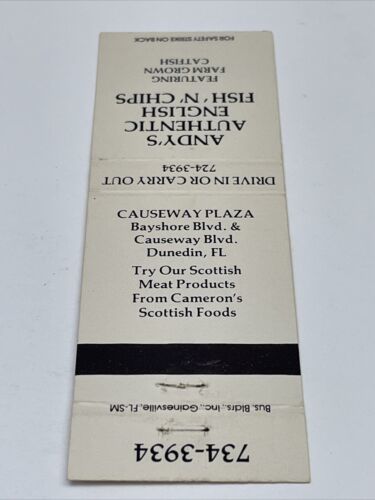 FOR SAFETY STRIKE ON BACK
ANDY'S
AUTHENTIC
ENGLISH
FISH 'N' CHIPS
FEATURING
FARM GROWN
CATFISH
DRIVE IN OR CARRY OUT
724-3934
CAUSEWAY PLAZA
Bayshore Blvd. &
Causeway Blvd.
Dunedin, FL
Try Our Scottish
Meat Products
From Cameron's
Scottish Foods
Bus. Bldrs., Inc., Gainesville, FL-SM
734-3934